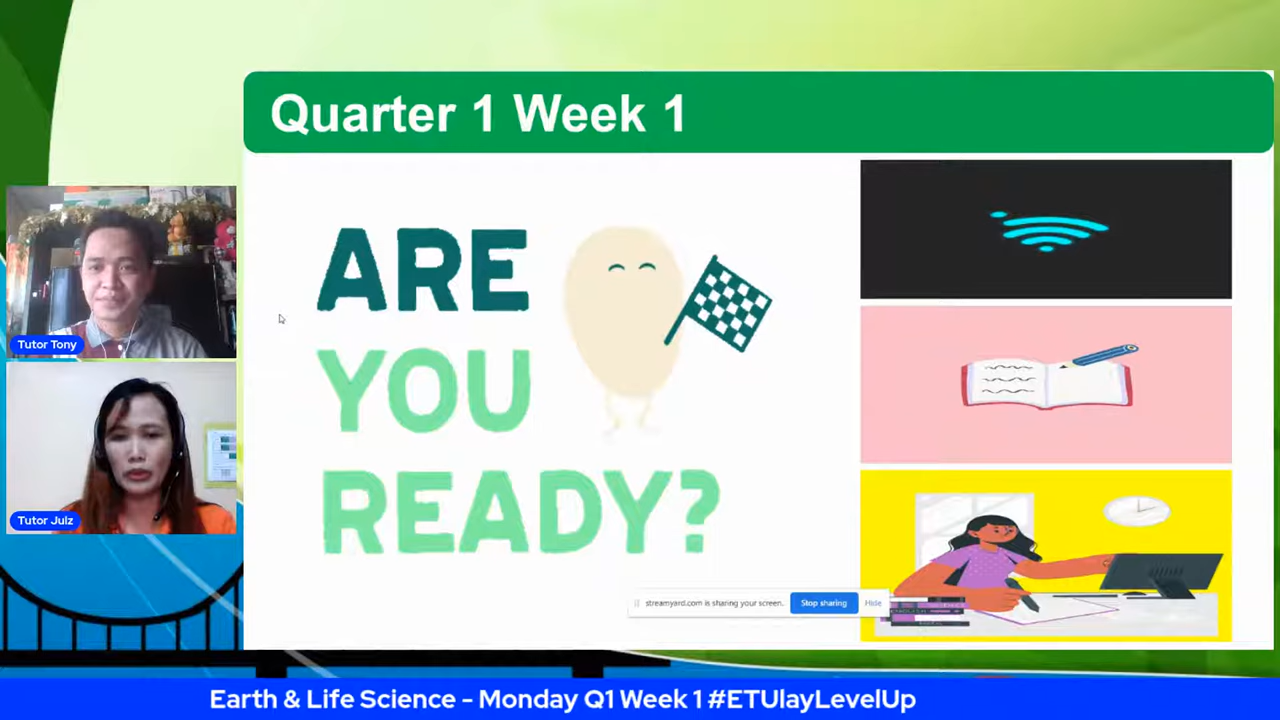 Quarter 1 Week 1
ARE
YOU
READY?
Tutor Tony
Tutor Julz
streamyard.com is sharing your screen.
Stop sharing
Hide
Earth & Life Science - Monday Q1 Week 1 #ETUlayLevelUp